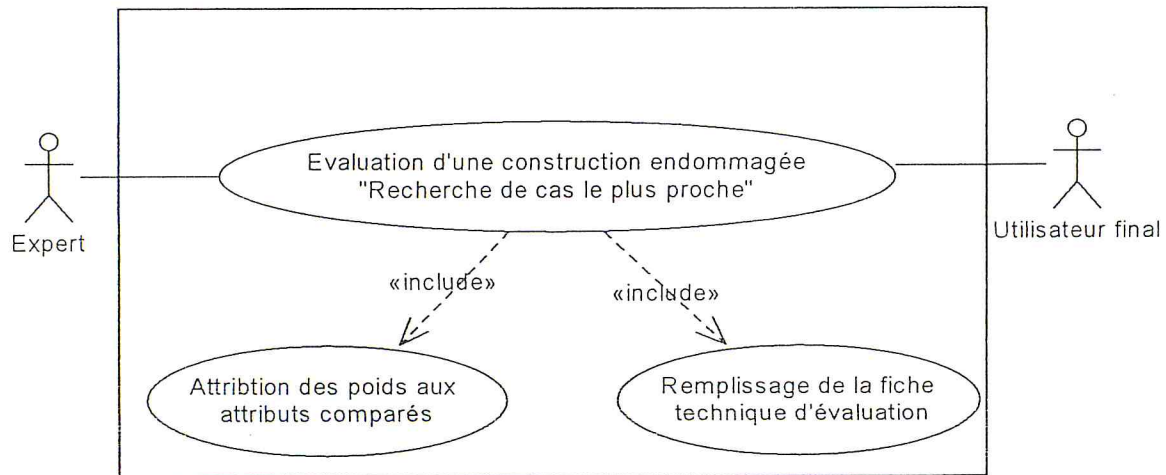 Evaluation d'une construction endommagée
"Recherche de cas le plus proche"
Expert
Utilisateur final
«include»
«include»
Attribtion des poids aux
attributs comparés
Remplissage de la fiche
technique d'évaluation